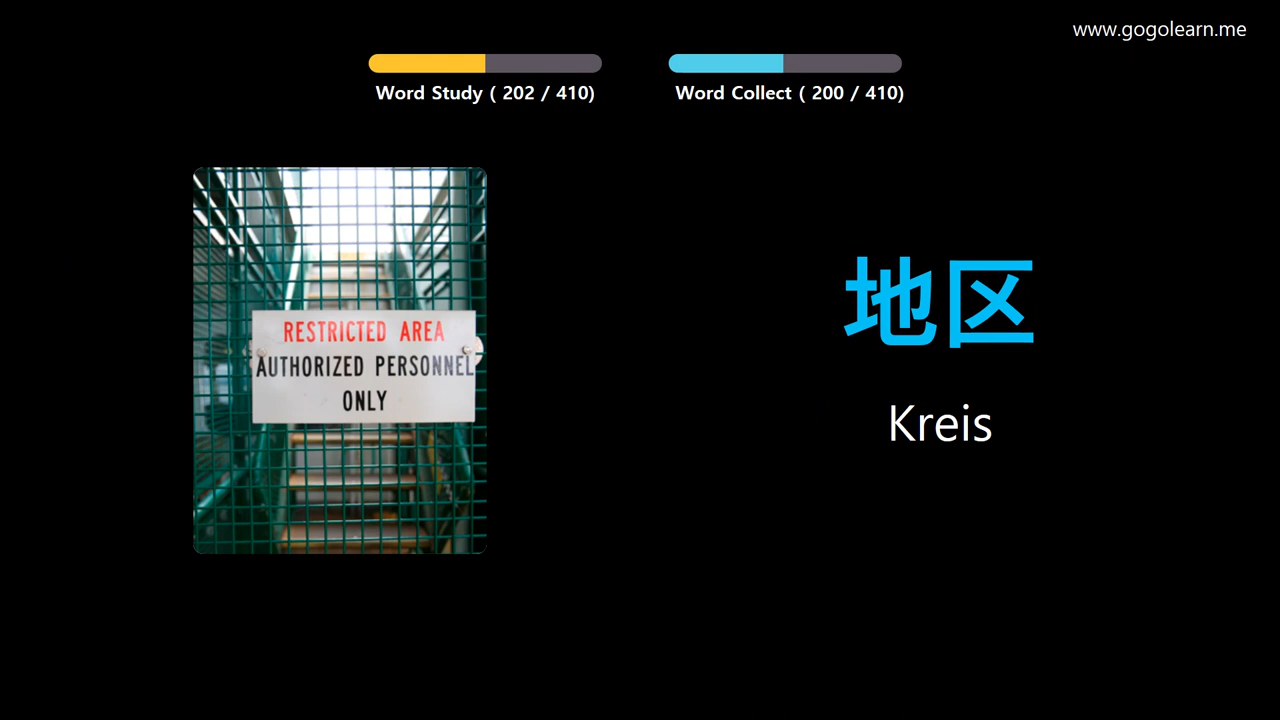 www.gogolearn.me
Word Study ( 202 / 410)
Word Collect ( 200 / 410)
RESTRICTED AREA
AUTHORIZED PERSONNEL
ONLY
地区
Kreis